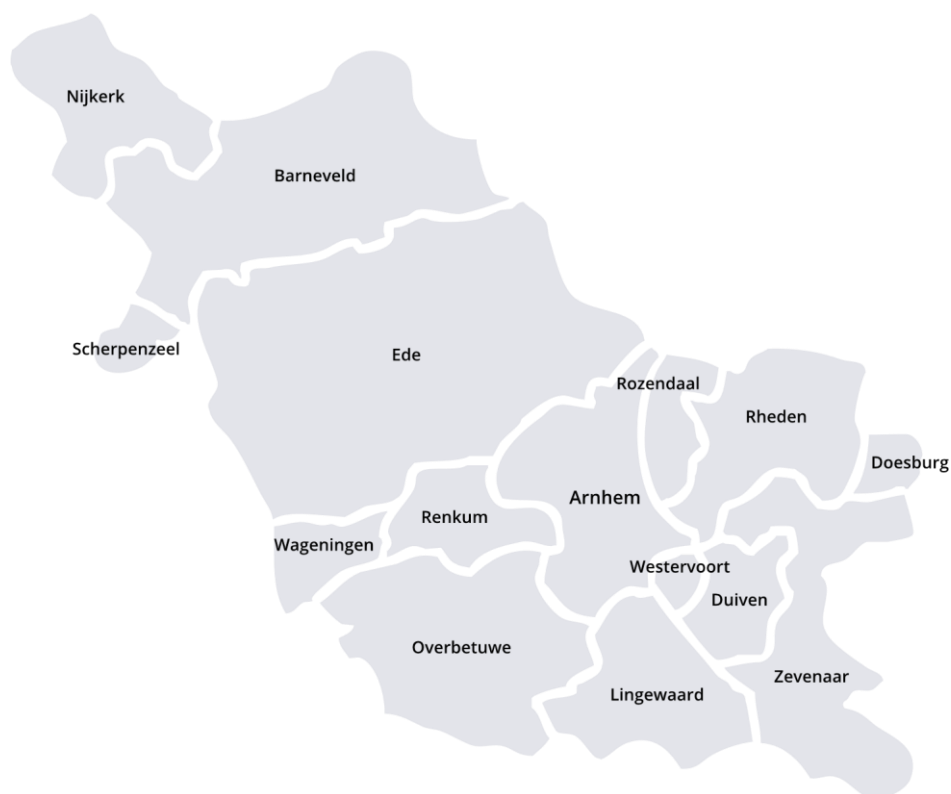 Nijkerk
Barneveld
Scherpenzeel
Ede
Rozendaal
Rheden
Doesburg
Arnhem
Renkum
Wageningen
Westervoort
Duiven
Overbetuwe
Zevenaar
Lingewaard